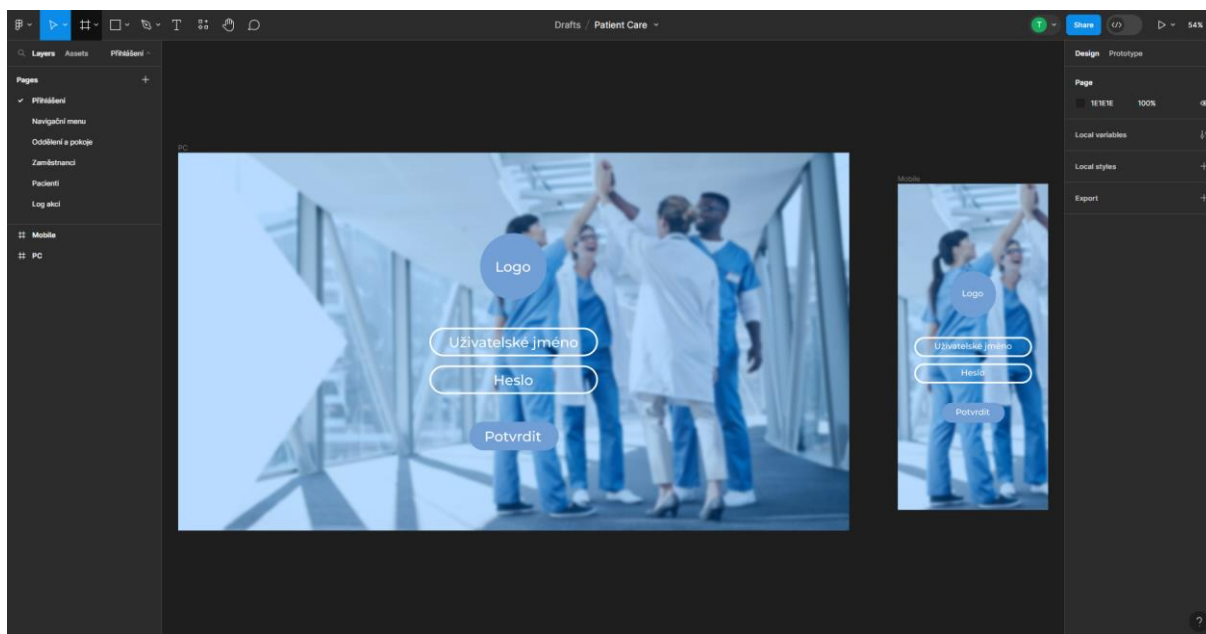 Drafts / Patient Care
T
Share
54%
Layers Assets Přihlášení
Design Prototype
Pages
Page
Přihlášení
1E1E1E 100%
Navigační menu
Oddělení a pokoje
Local variables
Zaměstnanci
Pacienti
Local styles
Log akcí
Export
Mobile
PC
PC
Logo
Uživatelské jméno
Heslo
Potvrdit
Mobile
Logo
Uživatelské jméno
Heslo
Potvrdit
?